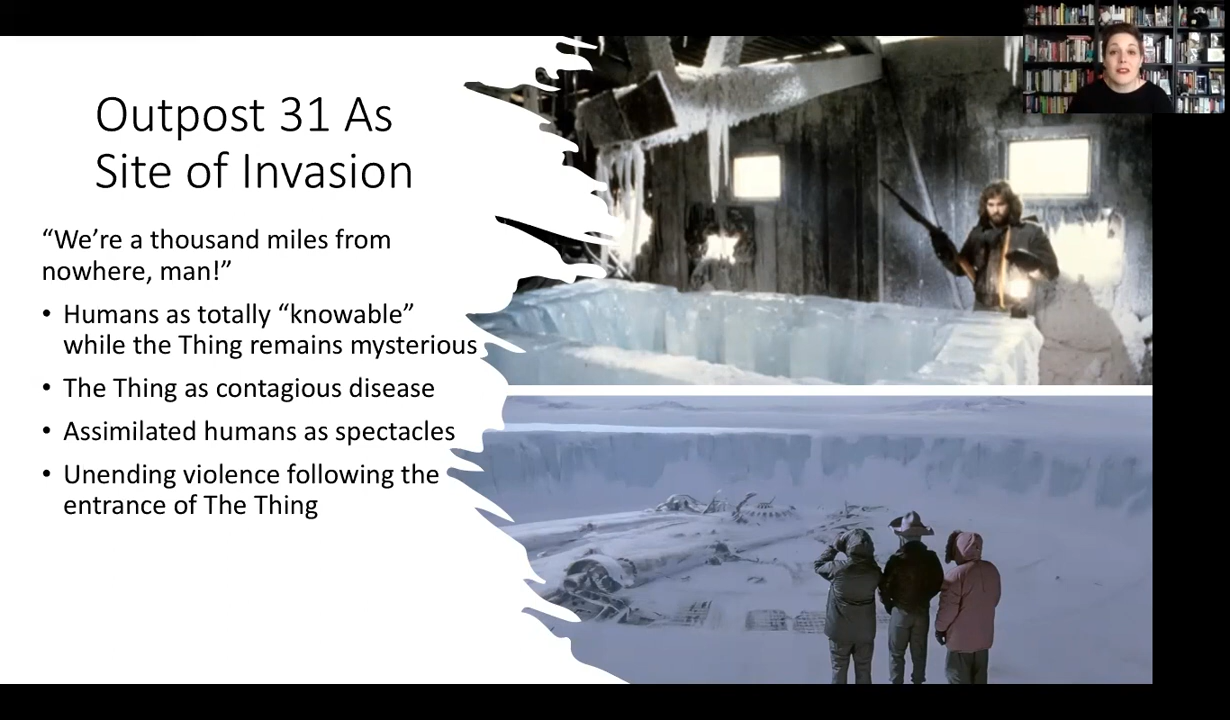 Outpost 31 As
Site of Invasion
“We’re a thousand miles from
nowhere, man!”
• Humans as totally “knowable”
while the Thing remains mysterious
• The Thing as contagious disease
• Assimilated humans as spectacles
• Unending violence following the
entrance of The Thing